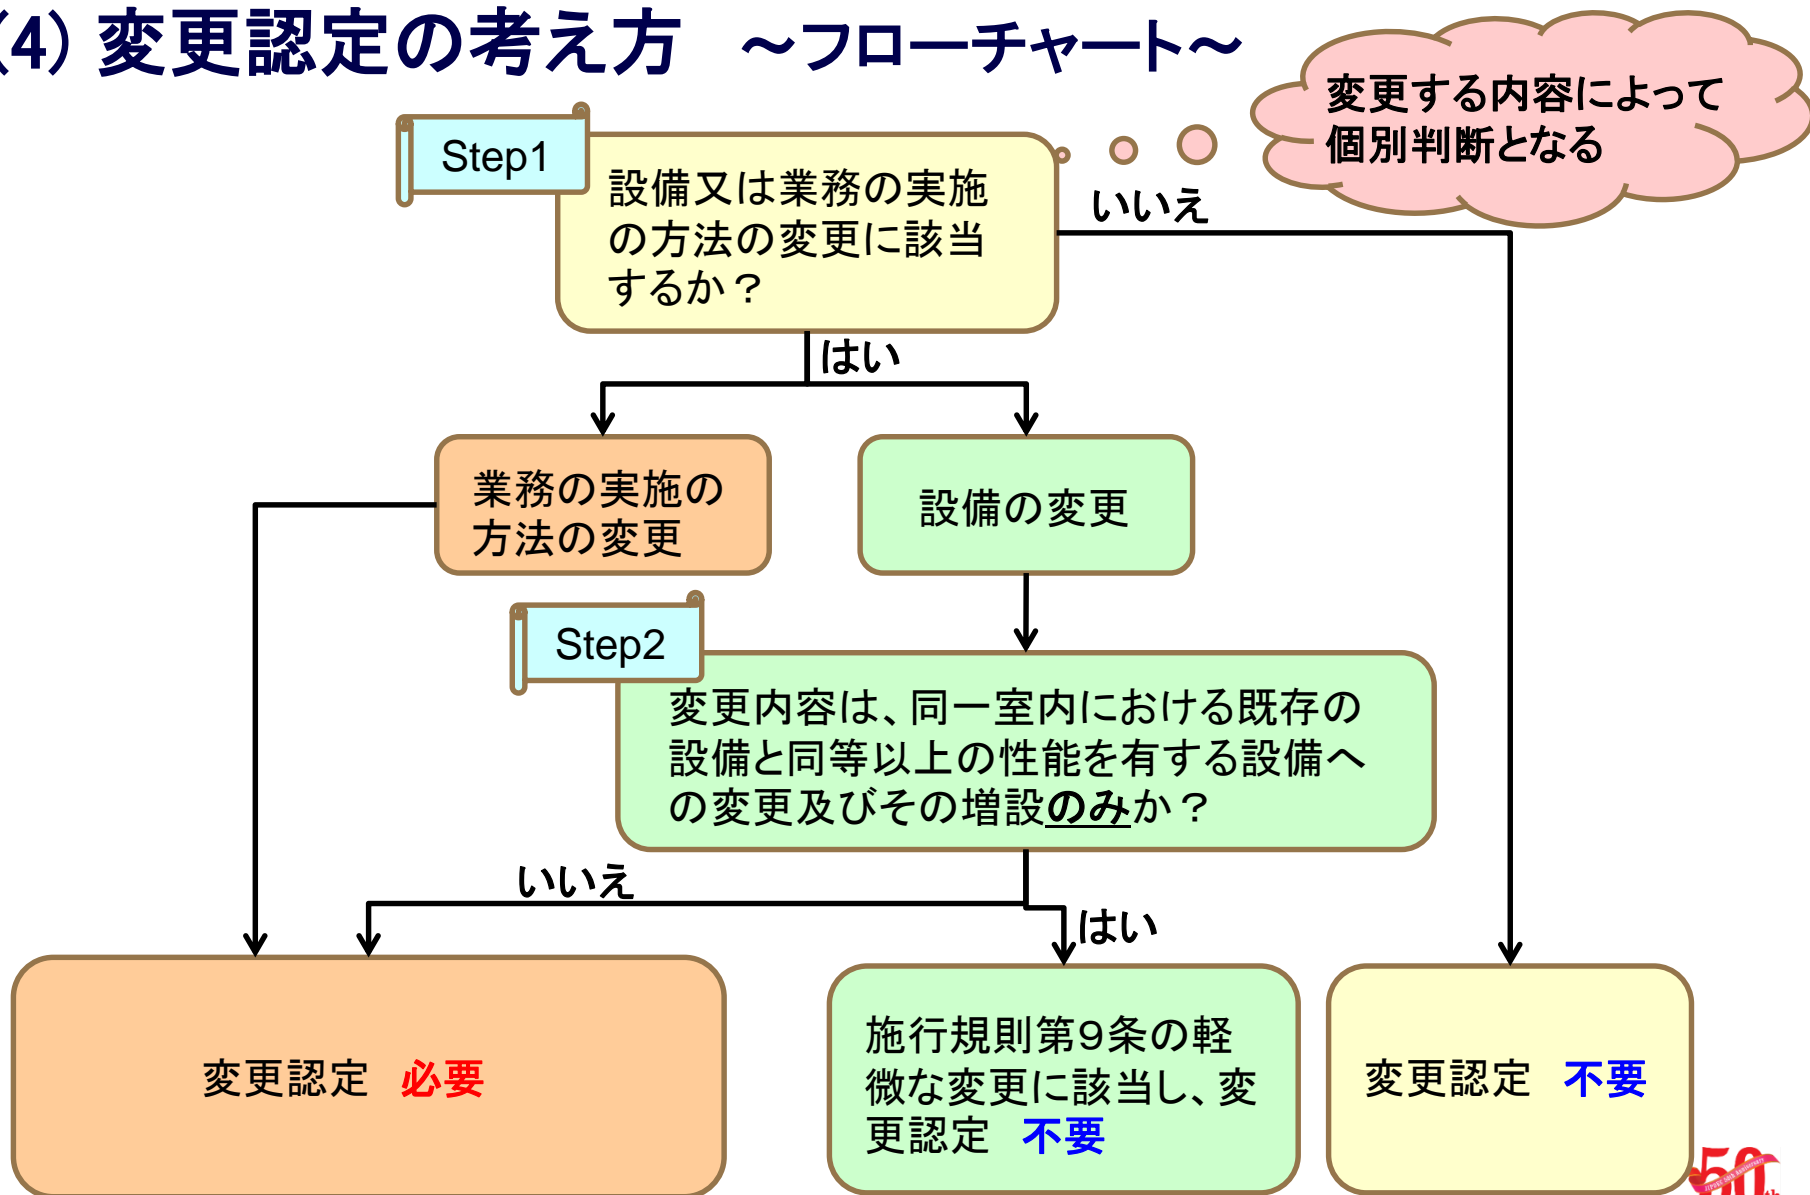 (4) 変更認定の考え方　～フローチャート～
変更する内容によって
個別判断となる
Step1
設備又は業務の実施
の方法の変更に該当
するか？
いいえ
はい
業務の実施の
方法の変更
設備の変更
Step2
変更内容は、同一室内における既存の
設備と同等以上の性能を有する設備へ
の変更及びその増設のみか？
いいえ
はい
変更認定　必要
施行規則第９条の軽
微な変更に該当し、変
更認定　不要
変更認定　不要
50